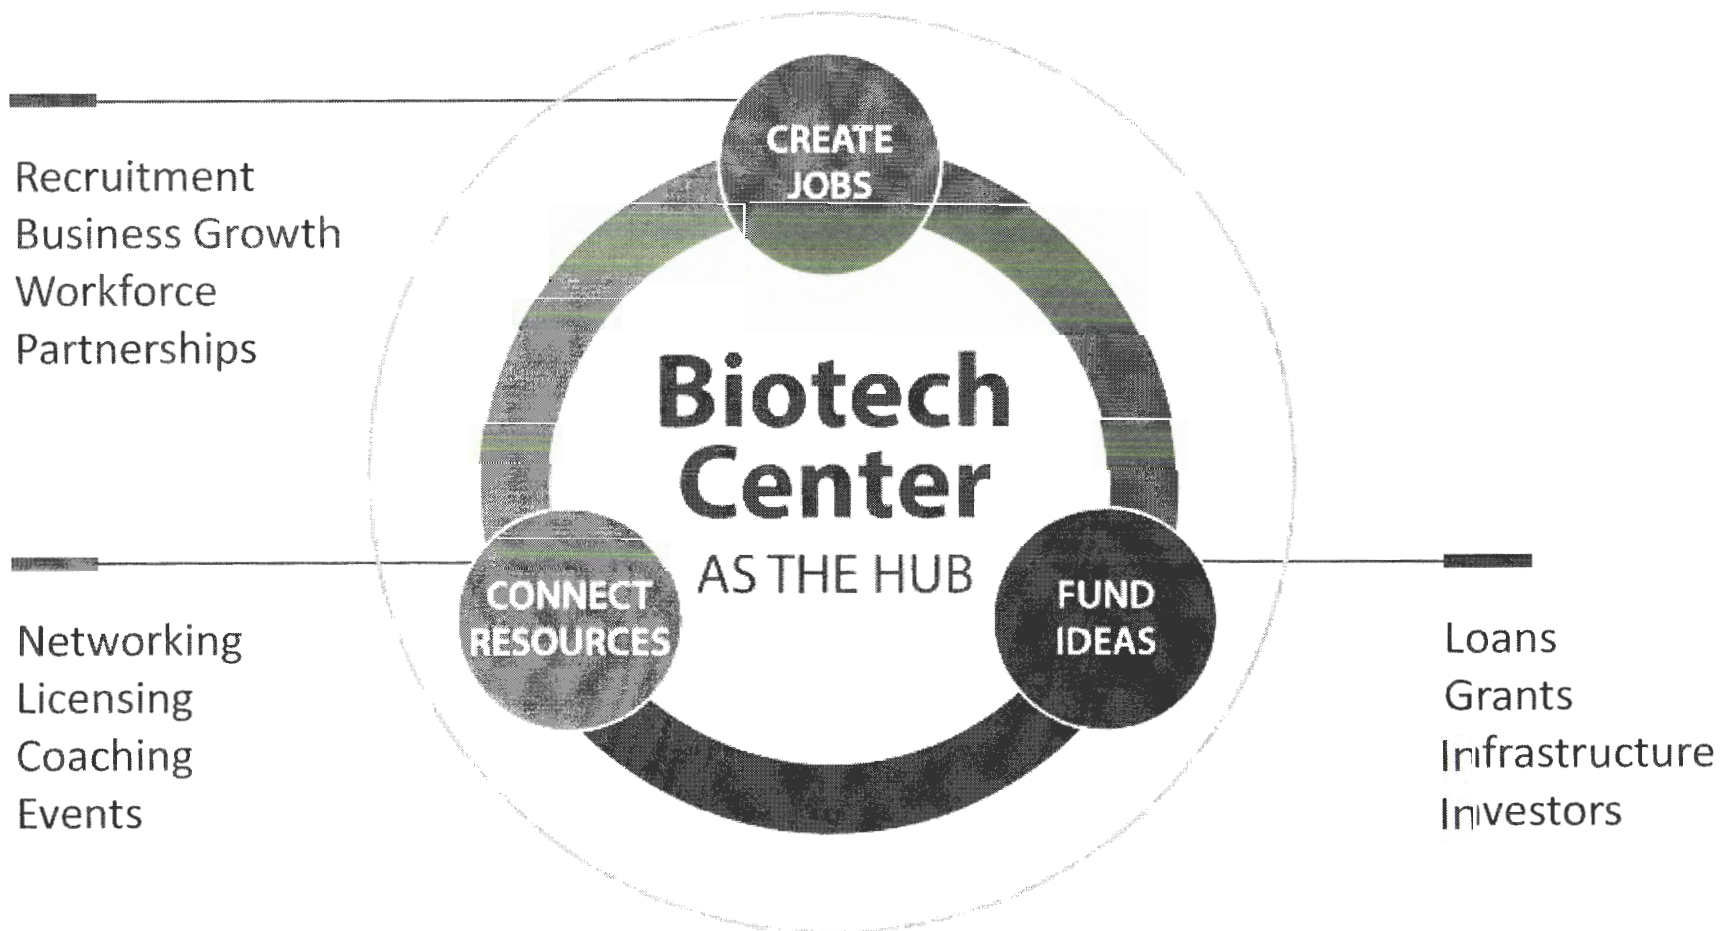 CREATE
JOBS
Recruitment
Business Growth
Workforce
Partnerships
Biotech
Center
AS THE HUB
CONNECT
RESOURCES
Networking
Licensing
Coaching
Events
FUND
IDEAS
Loans
Grants
Infrastructure
Investors